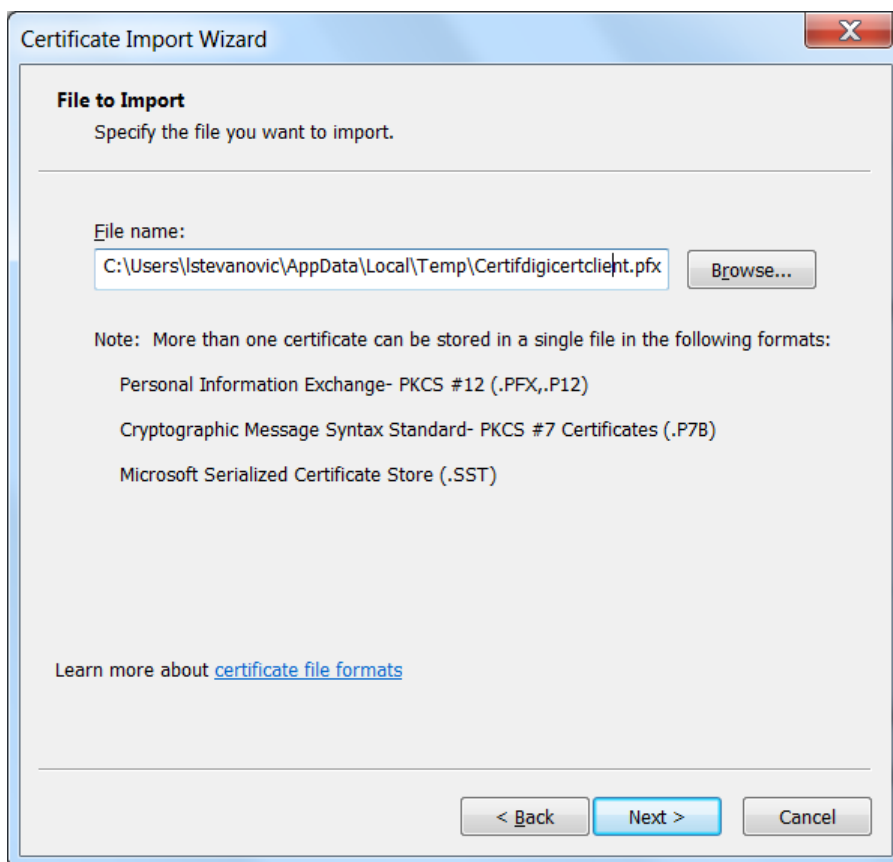 Certificate Import Wizard
File to Import
Specify the file you want to import.
File name:
C:\Users\lstevanovic\AppData\Local\Temp\Certifdigicertclient.pfx
Browse...
Note:  More than one certificate can be stored in a single file in the following formats:
Personal Information Exchange- PKCS #12 (.PFX,.P12)
Cryptographic Message Syntax Standard- PKCS #7 Certificates (.P7B)
Microsoft Serialized Certificate Store (.SST)
Learn more about certificate file formats
< Back
Next >
Cancel